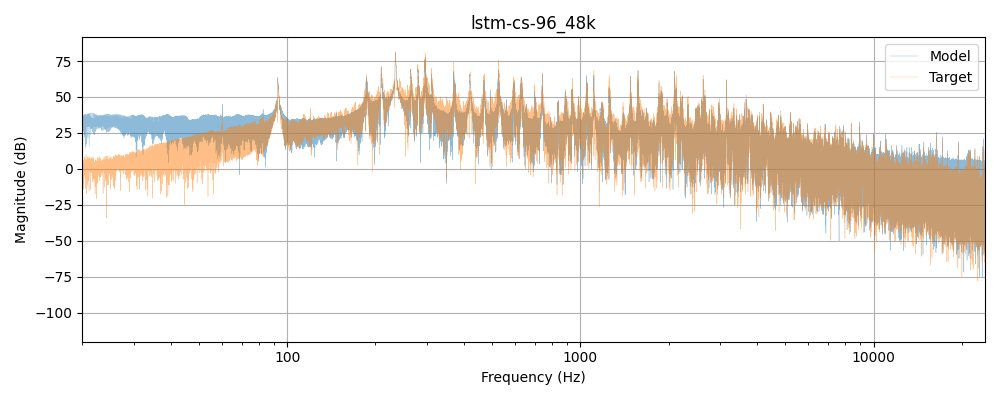 lstm-cs-96_48k
Model
Target
75
50
25
0
−25
−50
−75
−100
Magnitude (dB)
100
1000
10000
Frequency (Hz)